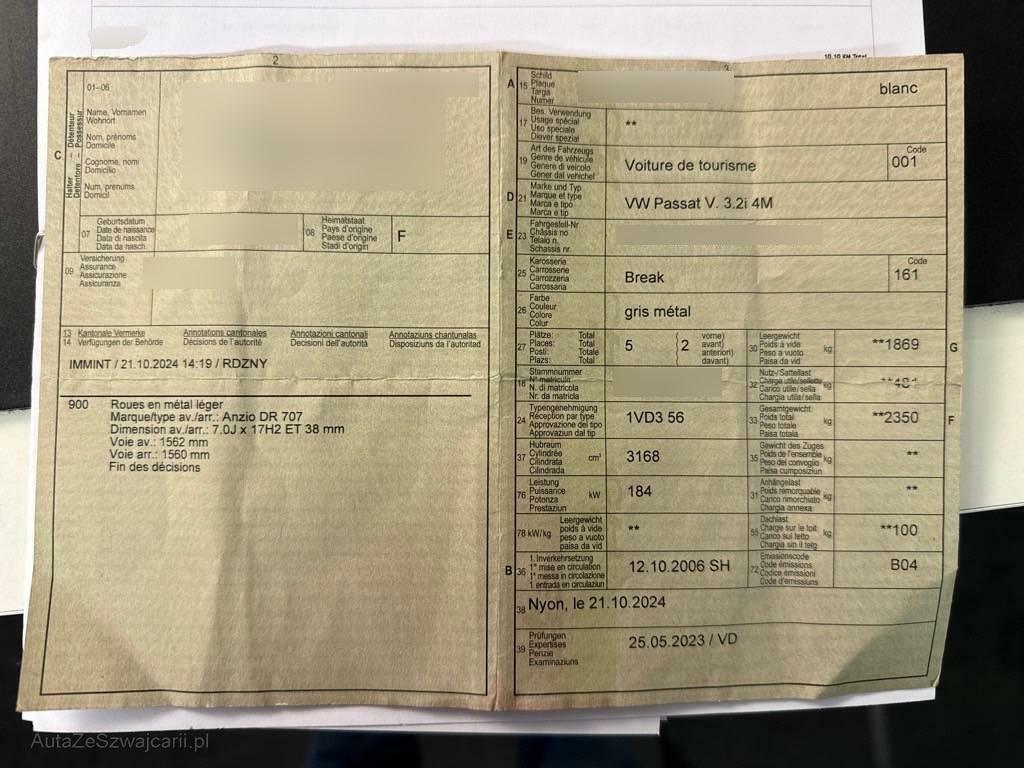 10.10 KM Total
2
01–06
Halter – Détenteur
Detentore – Possessur
C
Name, Vornamen
Wohnort
Nom, prénoms
Domicile
Cognome, nomi
Domicilio
Num, prenums
Domicil
07
Geburtsdatum
Date de naissance
Data di nascita
Data da nasch.
08
Heimatstaat
Pays d'origine
Paese d'origine
Stadi d'origin
F
09
Versicherung
Assurance
Assicurazione
Assicuranza
13 Kantonale Vermerke Annotations cantonales Annotazioni cantonali Annotaziuns chantunalas
14 Verfügungen der Behörde Décisions de l'autorité Decisioni dell'autorità Disposiziuns da l'autoritad
IMMINT / 21.10.2024 14:19 / RDZNY
900 Roues en métal léger
Marque/type av./arr.: Anzio DR 707
Dimension av./arr.: 7.0J x 17H2 ET 38 mm
Voie av.: 1562 mm
Voie arr.: 1560 mm
Fin des décisions
3
A 15
Schild
Plaque
Targa
Numer
blanc
17
Bes. Verwendung
Usage spécial
Uso speciale
Diever spezial
**
19
Art des Fahrzeugs
Genre de véhicule
Genere di veicolo
Gener dal vehichel
Voiture de tourisme
Code
001
D 21
Marke und Typ
Marque et type
Marca e tipo
Marca e tip
VW Passat V. 3.2i 4M
E 23
Fahrgestell-Nr
Châssis no
Telaio n.
Schassis nr.
25
Karosserie
Carrosserie
Carrozzeria
Carossaria
Break
Code
161
26
Farbe
Couleur
Colore
Colur
gris métal
27
Plätze: Total
Places: Total
Posti: Totale
Plazs: Total
5
(2
vorne)
avant)
anteriori)
davant)
30
Leergewicht
Poids à vide
Peso a vuoto
Paisa da vid
kg
**1869
G
18
Stammnummer
N° matricule
N. di matricola
Nr. da matricla
32
Nutz-/Sattellast
Charge utile/sellette
Carico utile/sella
Chargia utila/sella
kg
**481
24
Typengenehmigung
Réception par type
Approvazione del tipo
Approvaziun dal tip
1VD3 56
33
Gesamtgewicht
Poids total
Peso totale
Paisa totala
kg
**2350
F
37
Hubraum
Cylindrée
Cilindrata
Cilindrada
cm³
3168
35
Gewicht des Zuges
Poids de l'ensemble
Peso del convoglio
Paisa cumposiziun
kg
**
76
Leistung
Puissance
Potenza
Prestaziun
kW
184
31
Anhängelast
Poids remorquable
Carico rimorchiato
Chargia annexa
kg
**
78 kW/kg
Leergewicht
poids à vide
peso a vuoto
paisa da vid
**
55
Dachlast
Charge sur le toit
Carico sul tetto
Chargia sin il tetg
kg
**100
B 36
1. Inverkehrsetzung
1re mise en circulation
1a messa in circolazione
1. entrada en circulaziun
12.10.2006 SH
72
Emissionscode
Code émissions
Codice emissioni
Code d'emissiuns
B04
38 Nyon, le 21.10.2024
39
Prüfungen
Expertises
Perizie
Examinaziuns
25.05.2023 / VD
AutaZeSzwajcarii.pl